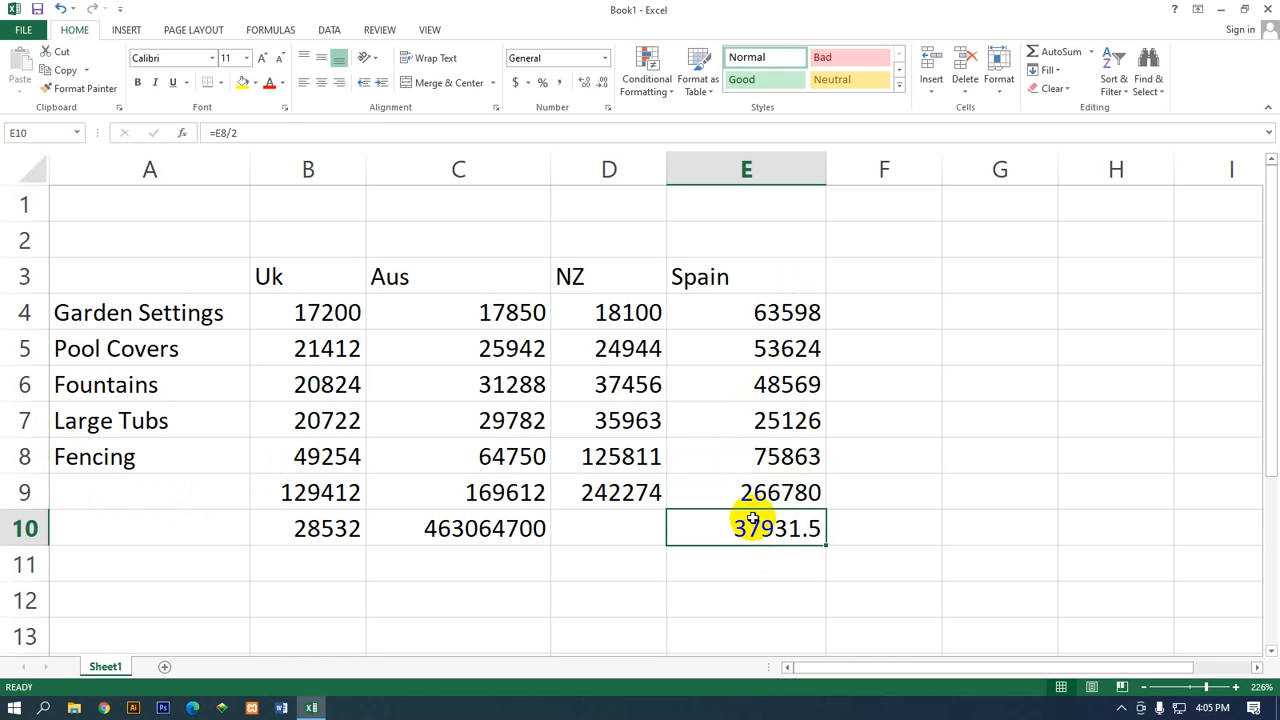 Book1 - Excel
Sign in
FILE HOME INSERT PAGE LAYOUT FORMULAS DATA REVIEW VIEW
Paste
Cut
Copy
Format Painter
Clipboard
Calibri 11
B I U
Font
Wrap Text
Merge & Center
Alignment
General
$ %
Number
Conditional Formatting
Format as Table
Normal Bad
Good Neutral
Styles
Insert Delete Format
Cells
AutoSum
Fill
Clear
Sort & Filter
Find & Select
Editing
E10 fx =E8/2
A B C D E F G H I
1
2
3 Uk Aus NZ Spain
4 Garden Settings 17200 17850 18100 63598
5 Pool Covers 21412 25942 24944 53624
6 Fountains 20824 31288 37456 48569
7 Large Tubs 20722 29782 35963 25126
8 Fencing 49254 64750 125811 75863
9 129412 169612 242274 266780
10 28532 463064700 37931.5
11
12
13
Sheet1
READY 226%
4:05 PM